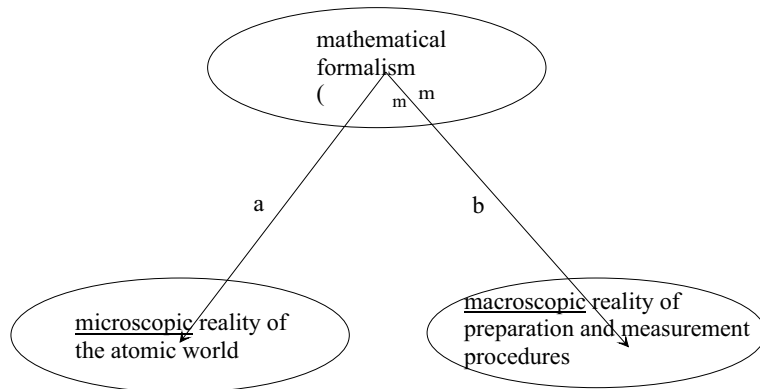 mathematical
formalism
( m m
a
b
microscopic reality of
the atomic world
macroscopic reality of
preparation and measurement
procedures